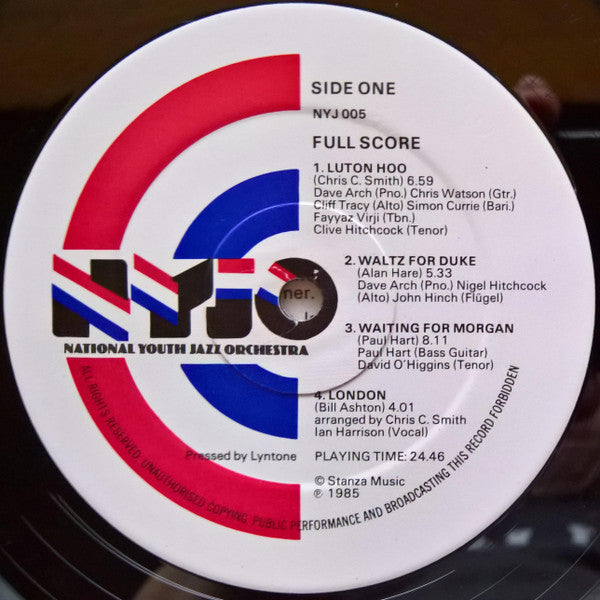 SIDE ONE
NYJ 005
FULL SCORE
1. LUTON HOO
(Chris C. Smith) 6.59
Dave Arch (Pno.) Chris Watson (Gtr.)
Cliff Tracy (Alto) Simon Currie (Bari.)
Fayyaz Virji (Tbn.)
Clive Hitchcock (Tenor)
2. WALTZ FOR DUKE
(Alan Hare) 5.33
Dave Arch (Pno.) Nigel Hitchcock
(Alto) John Hinch (Flügel)
3. WAITING FOR MORGAN
(Paul Hart) 8.11
Paul Hart (Bass Guitar)
David O'Higgins (Tenor)
4. LONDON
(Bill Ashton) 4.01
arranged by Chris C. Smith
Ian Harrison (Vocal)
PLAYING TIME: 24.46
© Stanza Music
℗ 1985
NYJO
NATIONAL YOUTH JAZZ ORCHESTRA
ner.
Pressed by Lyntone
ALL RIGHTS RESERVED. UNAUTHORISED COPYING, PUBLIC PERFORMANCE AND BROADCASTING THIS RECORD FORBIDDEN